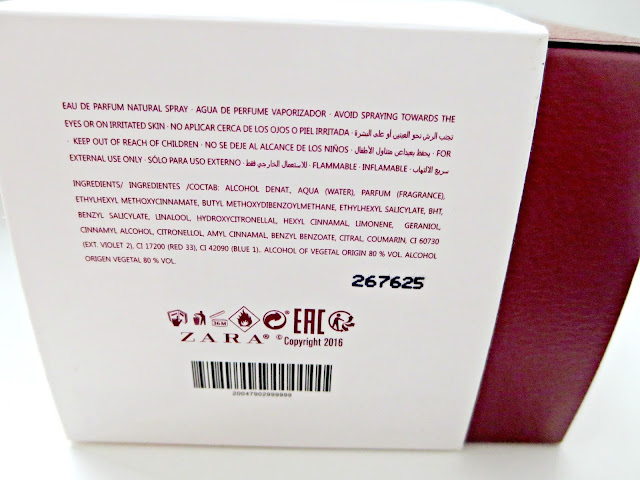 EAU DE PARFUM NATURAL SPRAY · AGUA DE PERFUME VAPORIZADOR · AVOID SPRAYING TOWARDS THE
EYES OR ON IRRITATED SKIN · NO APLICAR CERCA DE LOS OJOS O PIEL IRRITADA · تجنب الرش نحو العينين أو على البشرة
· KEEP OUT OF REACH OF CHILDREN · NO SE DEJE AL ALCANCE DE LOS NIÑOS · يحفظ بعيدا عن متناول الأطفال · FOR
EXTERNAL USE ONLY · SÓLO PARA USO EXTERNO · للاستعمال الخارجي فقط · FLAMMABLE · INFLAMABLE · سريع الالتهاب
INGREDIENTS/ INGREDIENTES /COCTAB: ALCOHOL DENAT., AQUA (WATER), PARFUM (FRAGRANCE),
ETHYLHEXYL METHOXYCINNAMATE, BUTYL METHOXYDIBENZOYLMETHANE, ETHYLHEXYL SALICYLATE, BHT,
BENZYL SALICYLATE, LINALOOL, HYDROXYCITRONELLAL, HEXYL CINNAMAL, LIMONENE, GERANIOL,
CINNAMYL ALCOHOL, CITRONELLOL, AMYL CINNAMAL, BENZYL BENZOATE, CITRAL, COUMARIN, CI 60730
(EXT. VIOLET 2), CI 17200 (RED 33), CI 42090 (BLUE 1).. ALCOHOL OF VEGETAL ORIGIN 80 % VOL. ALCOHOL
ORIGEN VEGETAL 80 % VOL.
267625
36M EAC
ZARA® ©Copyright 2016
20047902999999